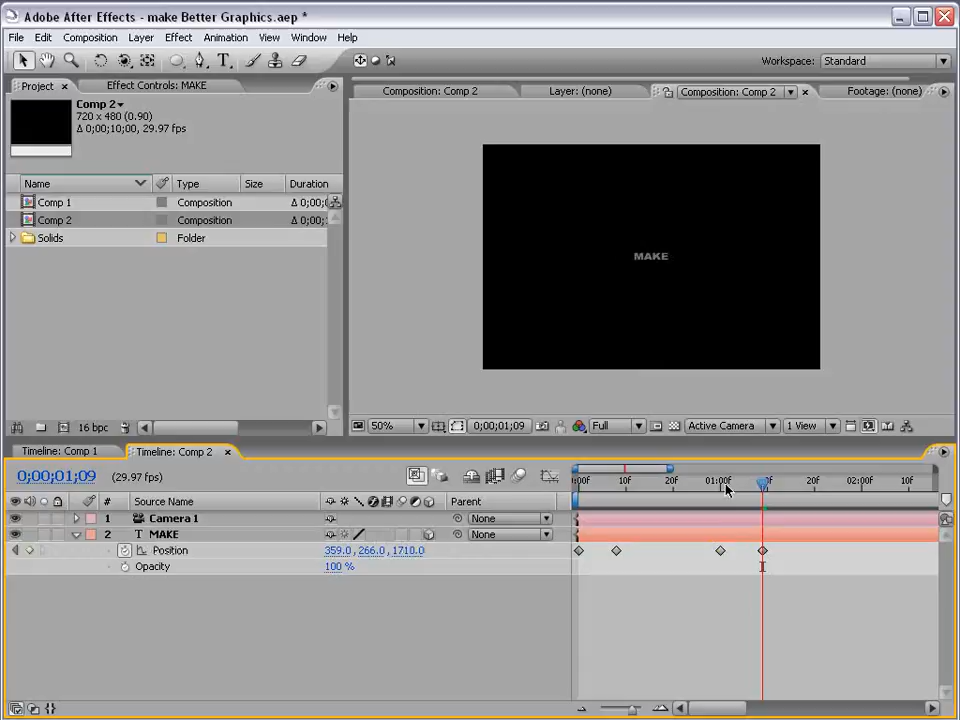 Adobe After Effects - make Better Graphics.aep *
File Edit Composition Layer Effect Animation View Window Help
Workspace: Standard
Project × Effect Controls: MAKE
Composition: Comp 2 Layer: (none) Composition: Comp 2 × Footage: (none)
Comp 2
720 x 480 (0.90)
Δ 0;00;10;00, 29.97 fps
Name Type Size Duration
Comp 1 Composition Δ 0;00;
Comp 2 Composition Δ 0;00;
Solids Folder
MAKE
16 bpc
50% 0;00;01;09 Full Active Camera 1 View
Timeline: Comp 1 Timeline: Comp 2 ×
0;00;01;09 (29.97 fps)
:00f 10f 20f 01:00f 20f 02:00f 10f
# Source Name Parent
1 Camera 1 None
2 T MAKE None
Position 359.0, 266.0, 1710.0
Opacity 100 %